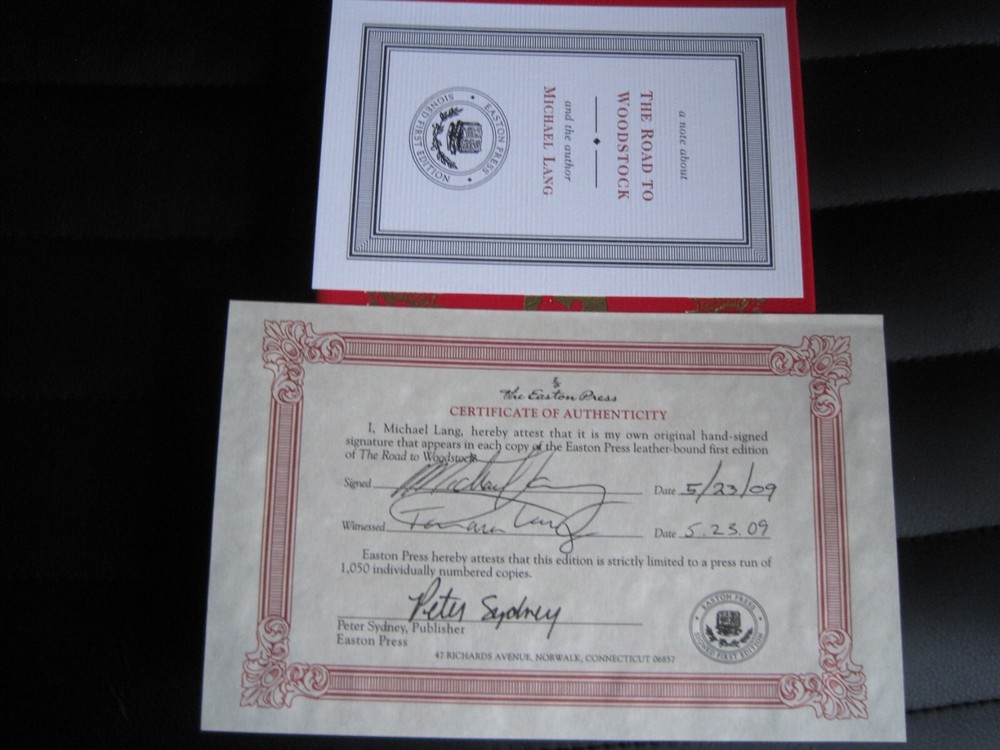 a note about
THE ROAD TO
WOODSTOCK
and the author
MICHAEL LANG
EASTON PRESS
SIGNED FIRST EDITION
The Easton Press
CERTIFICATE OF AUTHENTICITY
I, Michael Lang, hereby attest that it is my own original hand-signed
signature that appears in each copy of the Easton Press leather-bound first edition
of The Road to Woodstock
Signed Michael Lang Date 5/23/09
Witnessed Date 5.23.09
Easton Press hereby attests that this edition is strictly limited to a press run of
1,050 individually numbered copies.
Peter Sydney
Peter Sydney, Publisher
Easton Press
47 RICHARDS AVENUE, NORWALK, CONNECTICUT 06857
EASTON PRESS
SIGNED FIRST EDITION